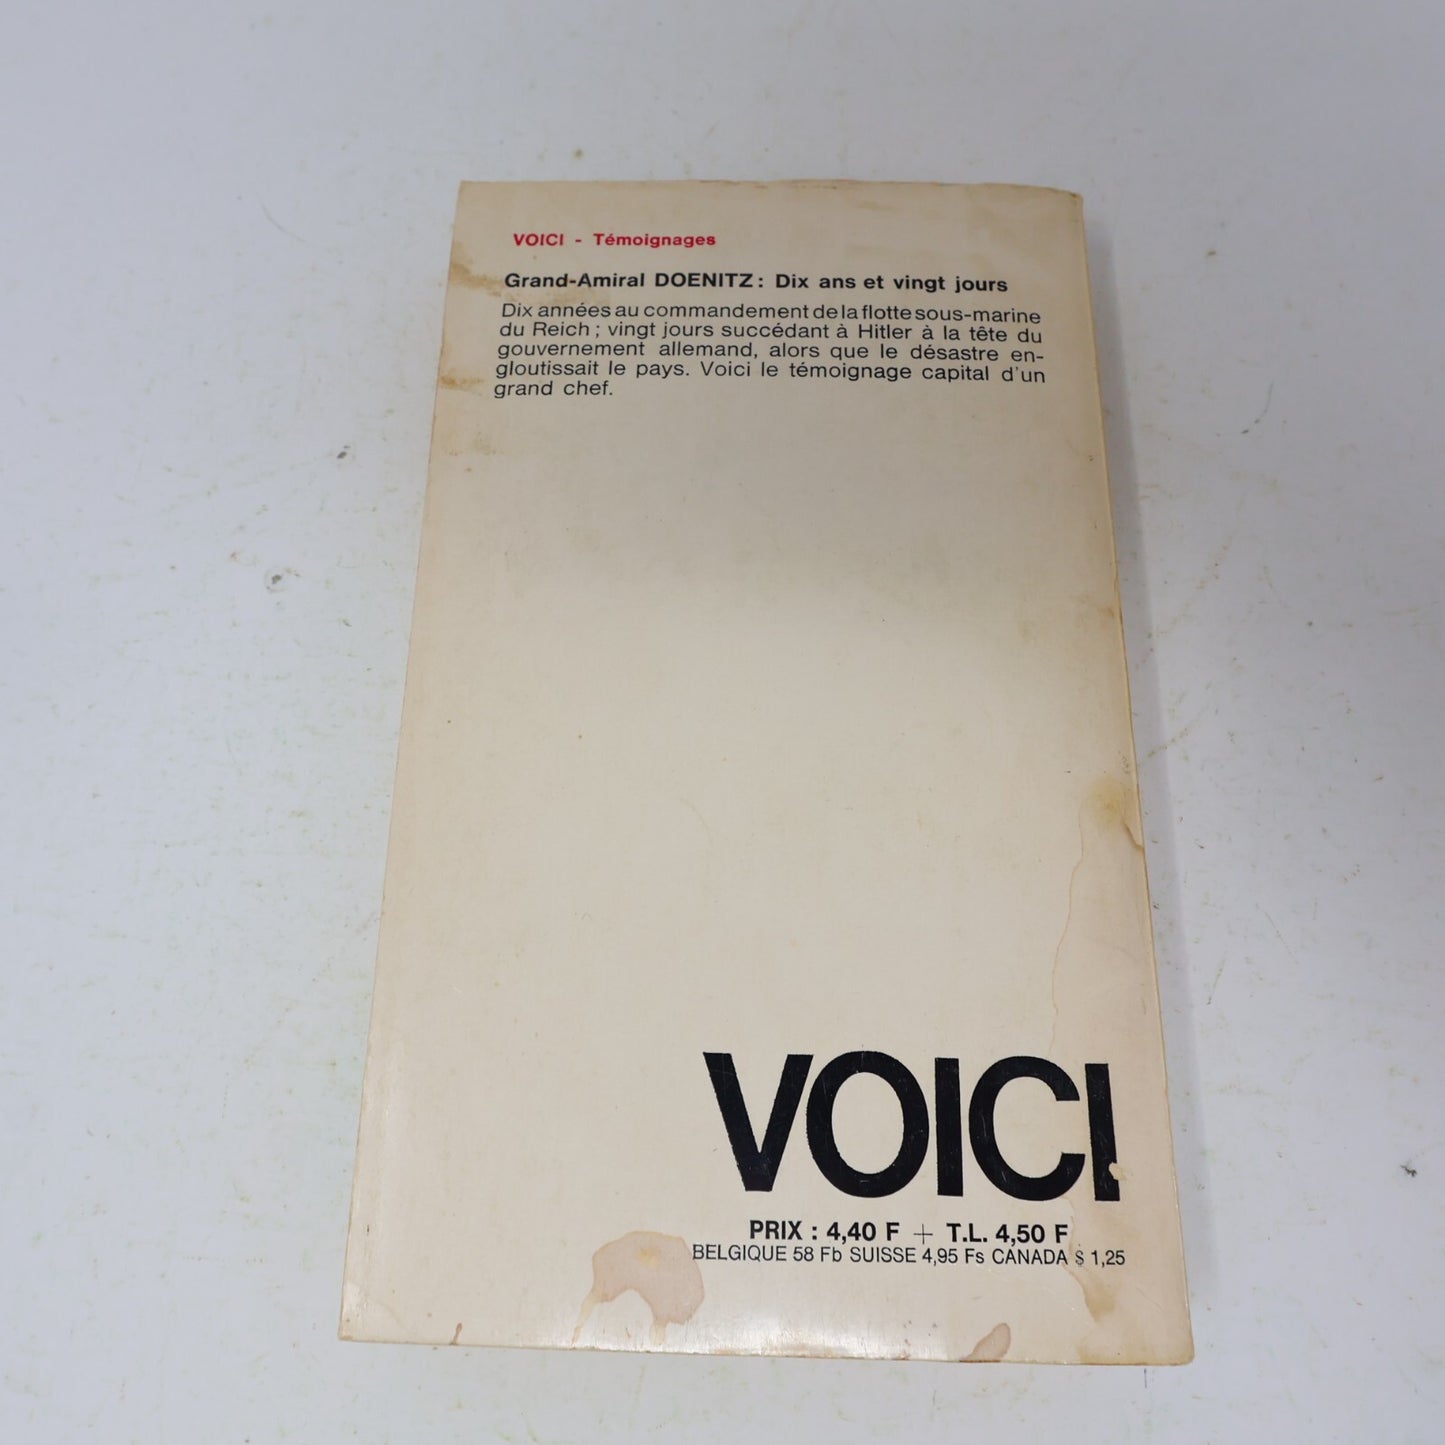 VOICI - Témoignages
Grand-Amiral DOENITZ : Dix ans et vingt jours
Dix années au commandement de la flotte sous-marine
du Reich ; vingt jours succédant à Hitler à la tête du
gouvernement allemand, alors que le désastre en-
gloutissait le pays. Voici le témoignage capital d'un
grand chef.
VOICI
PRIX : 4,40 F + T.L. 4,50 F
BELGIQUE 58 Fb SUISSE 4,95 Fs CANADA $ 1,25